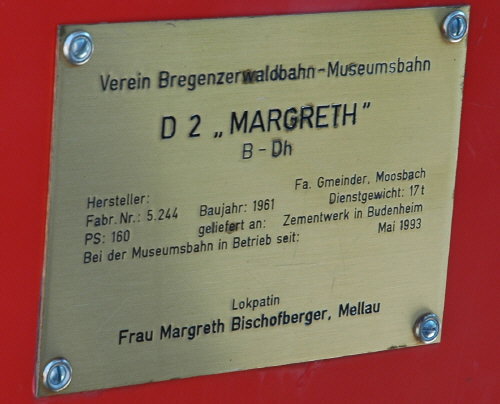 Verein Bregenzerwaldbahn-Museumsbahn
D 2 „MARGRETH"
B - Dh
Hersteller: Fa. Gmeinder, Moosbach
Fabr. Nr.: 5.244 Baujahr: 1961 Dienstgewicht: 17 t
PS: 160 geliefert an: Zementwerk in Budenheim
Bei der Museumsbahn in Betrieb seit: Mai 1993
Lokpatin
Frau Margreth Bischofberger, Mellau